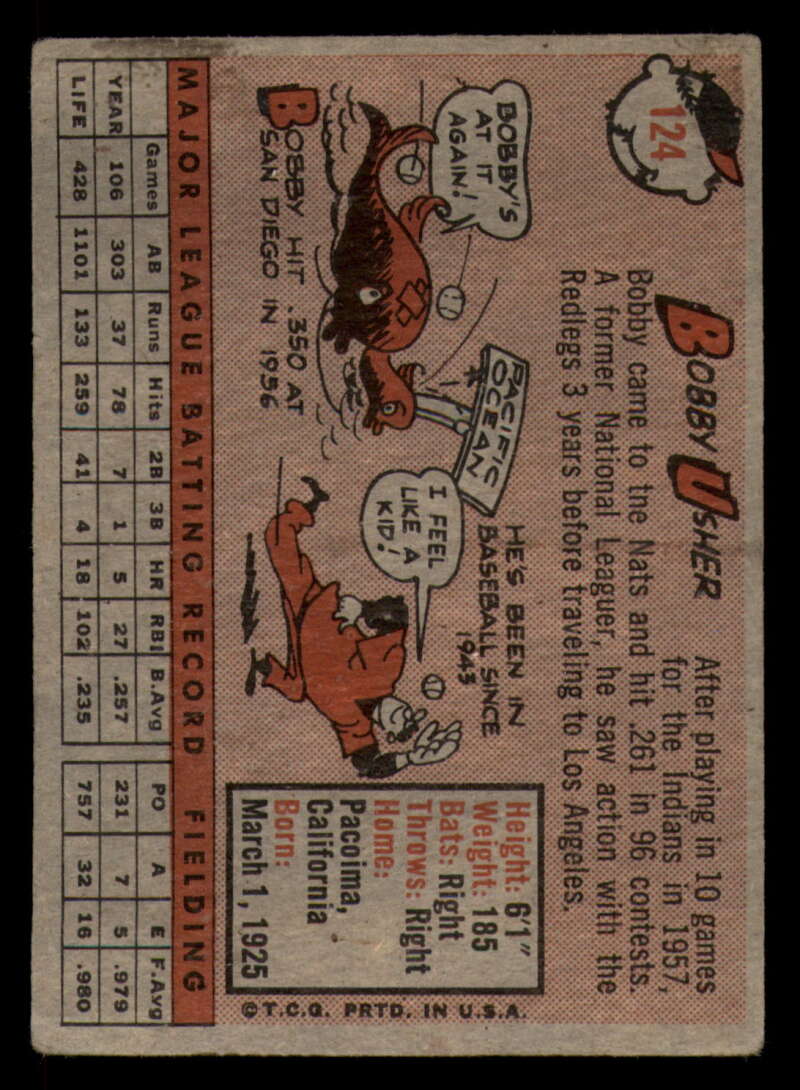 124
BOBBY USHER
After playing in 10 games
for the Indians in 1957,
Bobby came to the Nats and hit .261 in 96 contests.
A former National Leaguer, he saw action with the
Redlegs 3 years before traveling to Los Angeles.
BOBBY'S
AT IT
AGAIN!
PACIFIC
OCEAN
BOBBY HIT .350 AT
SAN DIEGO IN 1956
HE'S BEEN IN
BASEBALL SINCE
1943
I FEEL
LIKE A
KID!
Height: 6'1"
Weight: 185
Bats: Right
Throws: Right
Home:
Pacoima,
California
Born:
March 1, 1925
©T.C.G. PRTD. IN U.S.A.
MAJOR LEAGUE BATTING RECORD FIELDING
Games AB Runs Hits 2B 3B HR RBI B.Avg PO A E F.Avg
YEAR 106 303 37 78 7 1 5 27 .257 231 7 5 .979
LIFE 428 1101 133 259 41 4 18 102 .235 757 32 16 .980